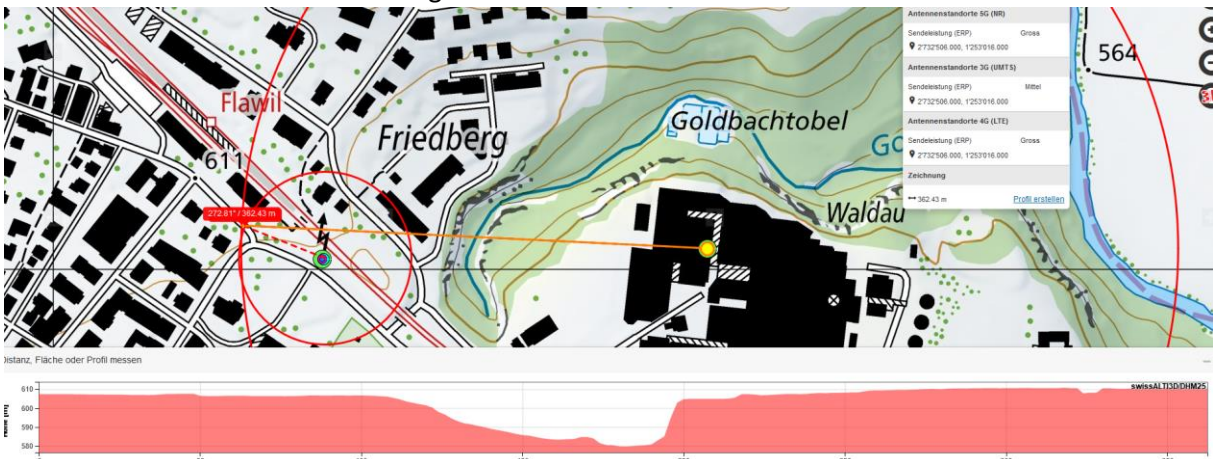 Antennenstandorte 5G (NR)
Sendeleistung (ERP) Gross
2'732'506.000, 1'253'016.000
Antennenstandorte 3G (UMTS)
Sendeleistung (ERP) Mittel
2'732'506.000, 1'253'016.000
Antennenstandorte 4G (LTE)
Sendeleistung (ERP) Gross
2'732'506.000, 1'253'016.000
Zeichnung
362.43 m Profil erstellen
564
Flawil
611
Friedberg
Goldbachtobel
Go
Waldau
272.81° / 362.43 m
Distanz, Fläche oder Profil messen
swissALTI3D/DHM25
610
600
590
580